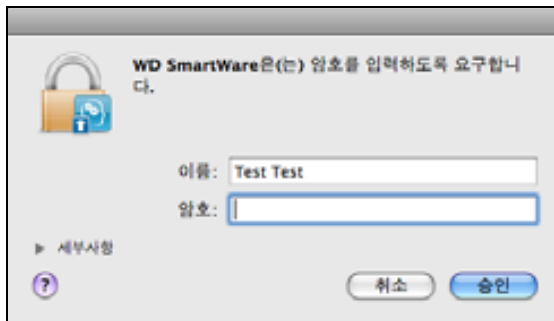 WD SmartWare은(는) 암호를 입력하도록 요구합니
다.
이름: Test Test
암호:
▶ 세부사항
? 취소 승인